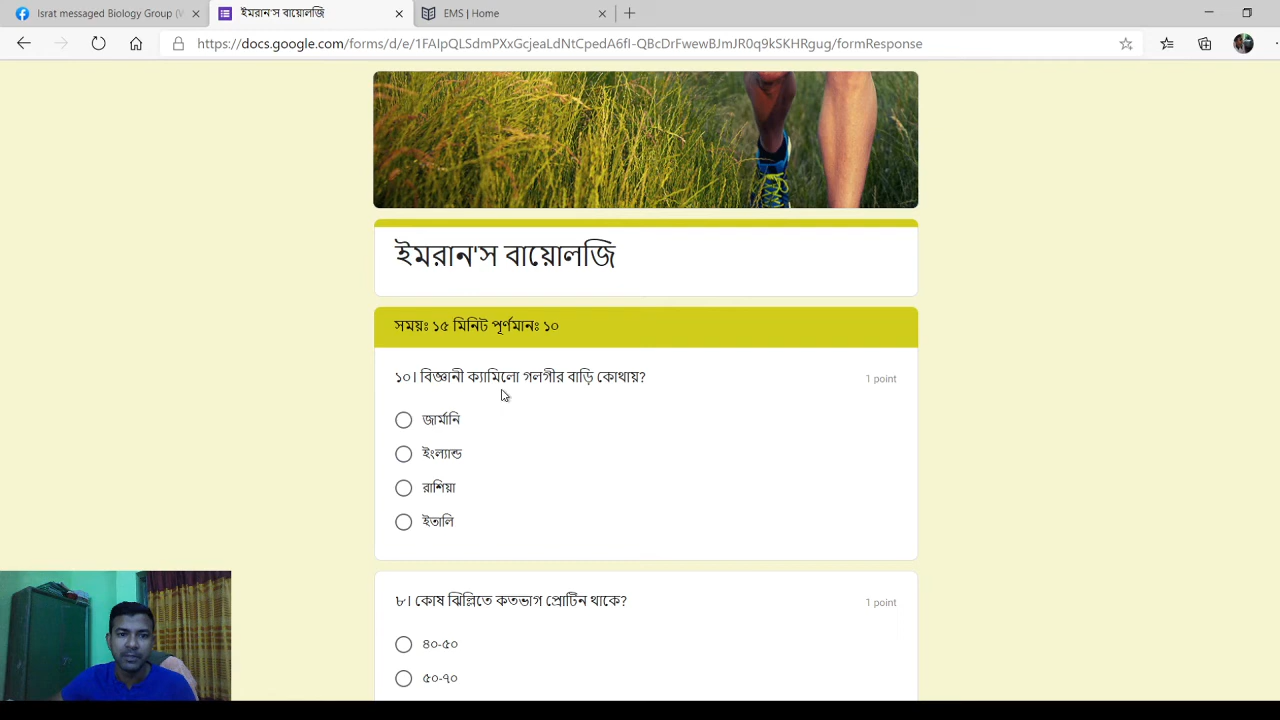 Israt messaged Biology Group (
ইমরান'স বায়োলজি
EMS | Home
https://docs.google.com/forms/d/e/1FAIpQLSdmPXxGcjeaLdNtCpedA6fI-QBcDrFwewBJmJR0q9kSKHRgug/formResponse
ইমরান'স বায়োলজি
সময়ঃ ১৫ মিনিট পূর্ণমানঃ ১০
১০। বিজ্ঞানী ক্যামিলো গলগীর বাড়ি কোথায়?
1 point
জার্মানি
ইংল্যান্ড
রাশিয়া
ইতালি
৮। কোষ ঝিল্লিতে কতভাগ প্রোটিন থাকে?
1 point
৪০-৫০
৫০-৭০